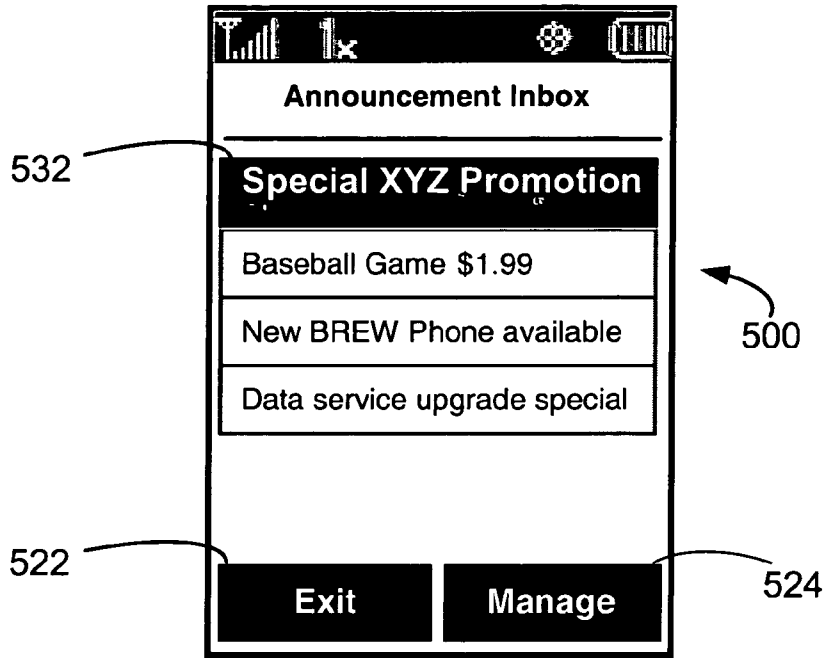 1x
Announcement Inbox
532
Special XYZ Promotion
Baseball Game $1.99
500
New BREW Phone available
Data service upgrade special
522
524
Exit
Manage